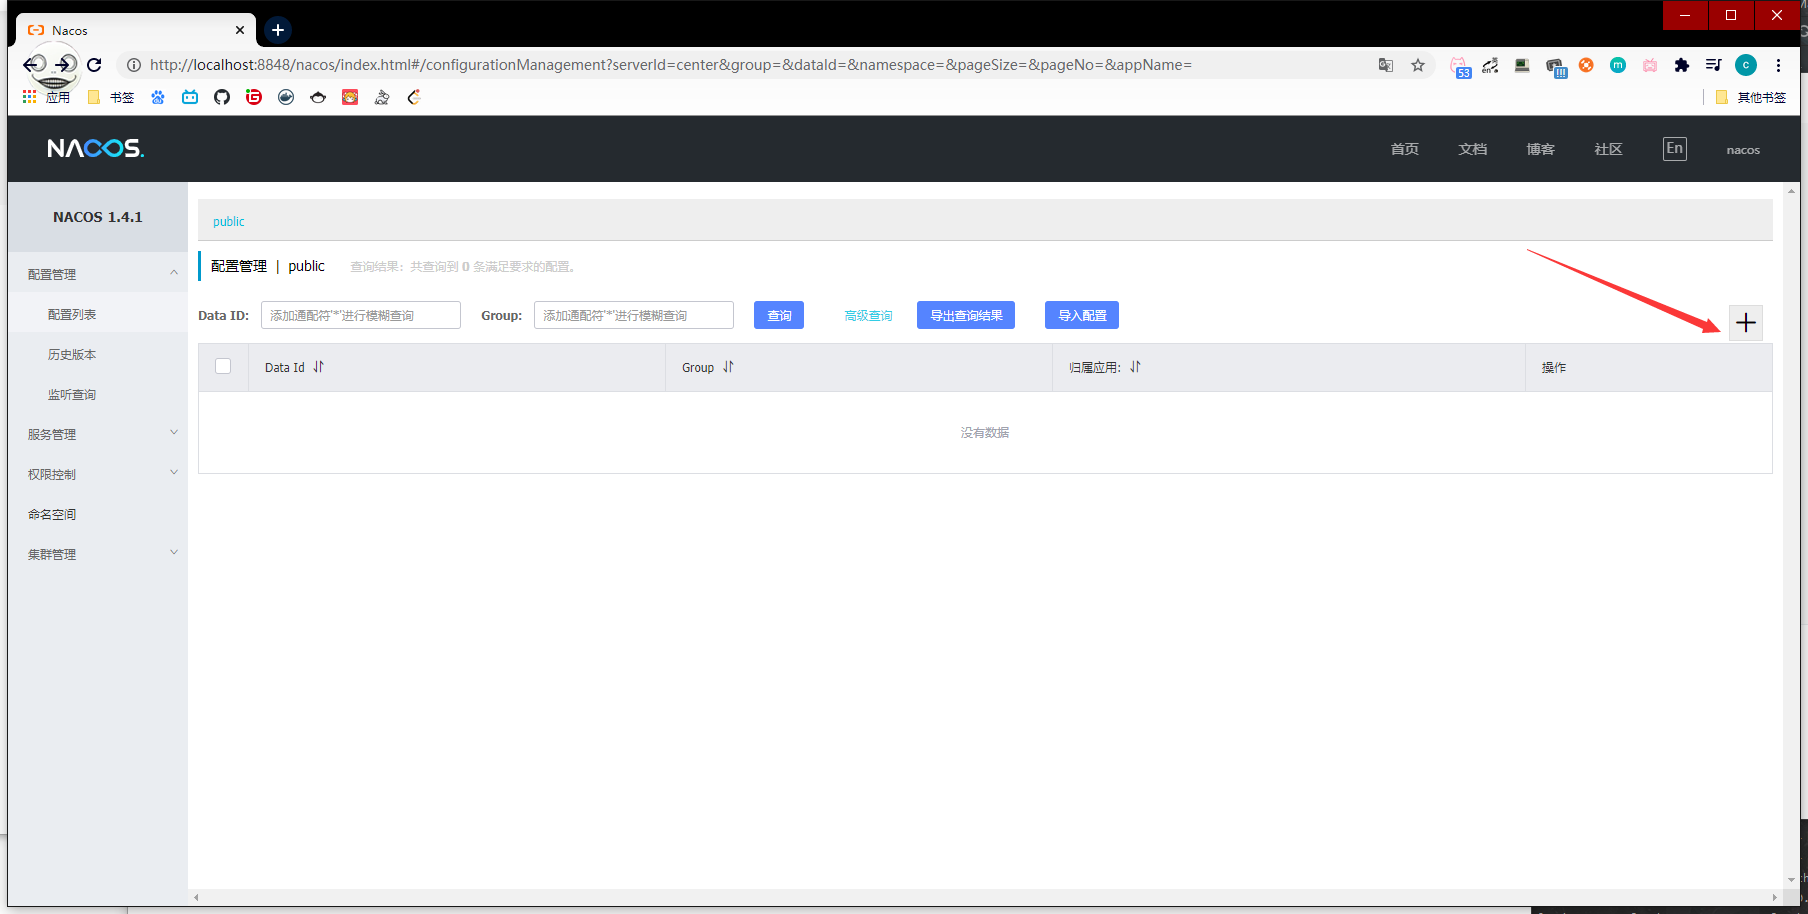 Nacos
http://localhost:8848/nacos/index.html#/configurationManagement?serverId=center&group=&dataId=&namespace=&pageSize=&pageNo=&appName=
53
en
!!!
m
c
应用
书签
其他书签
NACOS.
首页
文档
博客
社区
En
nacos
NACOS 1.4.1
配置管理
配置列表
历史版本
监听查询
服务管理
权限控制
命名空间
集群管理
public
配置管理 | public 查询结果：共查询到 0 条满足要求的配置。
Data ID: 添加通配符'*'进行模糊查询 Group: 添加通配符'*'进行模糊查询 查询 高级查询 导出查询结果 导入配置
Data Id Group 归属应用: 操作
没有数据